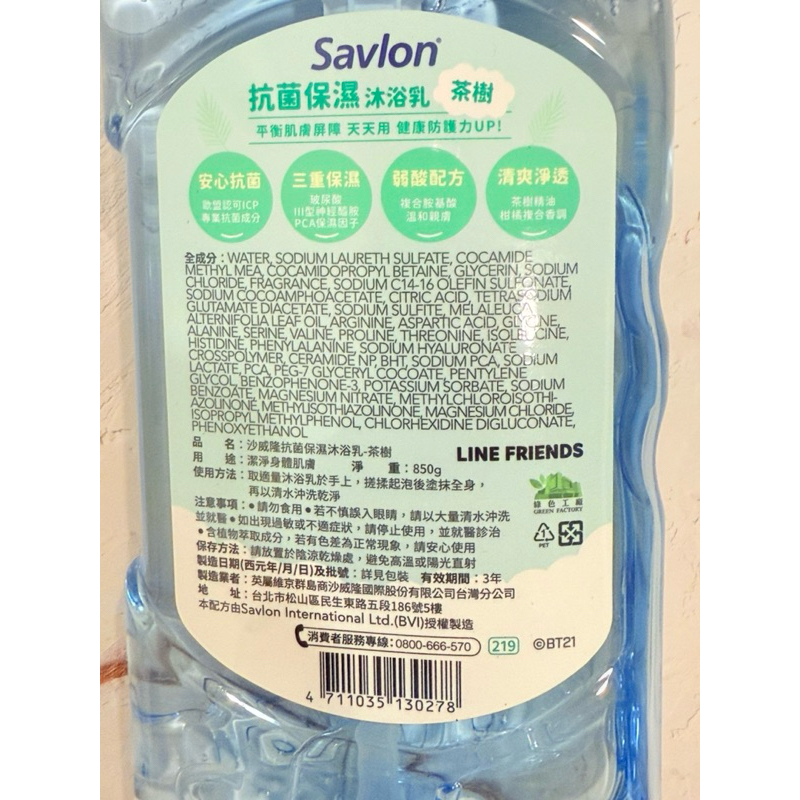 Savlon®
抗菌保濕沐浴乳 茶樹
平衡肌膚屏障 天天用 健康防護力UP!
安心抗菌
歐盟認可ICP
專業抗菌成分
三重保濕
玻尿酸
III型神經醯胺
PCA保濕因子
弱酸配方
複合胺基酸
溫和親膚
清爽淨透
茶樹精油
柑橘複合香調
全成分：WATER, SODIUM LAURETH SULFATE, COCAMIDE
METHYL MEA, COCAMIDOPROPYL BETAINE, GLYCERIN, SODIUM
CHLORIDE, FRAGRANCE, SODIUM C14-16 OLEFIN SULFONATE,
SODIUM COCOAMPHOACETATE, CITRIC ACID, TETRASODIUM
GLUTAMATE DIACETATE, SODIUM SULFITE, MELALEUCA
ALTERNIFOLIA LEAF OIL, ARGININE, ASPARTIC ACID, GLYCINE,
ALANINE, SERINE, VALINE, PROLINE, THREONINE, ISOLEUCINE,
HISTIDINE, PHENYLALANINE, SODIUM HYALURONATE
CROSSPOLYMER, CERAMIDE NP, BHT, SODIUM PCA, SODIUM
LACTATE, PCA, PEG-7 GLYCERYL COCOATE, PENTYLENE
GLYCOL, BENZOPHENONE-3, POTASSIUM SORBATE, SODIUM
BENZOATE, MAGNESIUM NITRATE, METHYLCHLOROISOTHI-
AZOLINONE, METHYLISOTHIAZOLINONE, MAGNESIUM CHLORIDE,
ISOPROPYL METHYLPHENOL, CHLORHEXIDINE DIGLUCONATE,
PHENOXYETHANOL
品 名：沙威隆抗菌保濕沐浴乳-茶樹
用 途：潔淨身體肌膚 淨 重：850g
LINE FRIENDS
使用方法：取適量沐浴乳於手上，搓揉起泡後塗抹全身，
再以清水沖洗乾淨
注意事項：●請勿食用●若不慎誤入眼睛，請以大量清水沖洗
並就醫●如出現過敏或不適症狀，請停止使用，並就醫診治
●含植物萃取成分，若有色差為正常現象，請安心使用
保存方法：請放置於陰涼乾燥處，避免高溫或陽光直射
製造日期(西元年/月/日)及批號：詳見包裝 有效期間：3年
製造業者：英屬維京群島商沙威隆國際股份有限公司台灣分公司
地 址：台北市松山區民生東路五段186號5樓
本配方由Savlon International Ltd.(BVI)授權製造
綠色工廠
GREEN FACTORY
1
PET
消費者服務專線：0800-666-570
219
©BT21
4 711035 130278